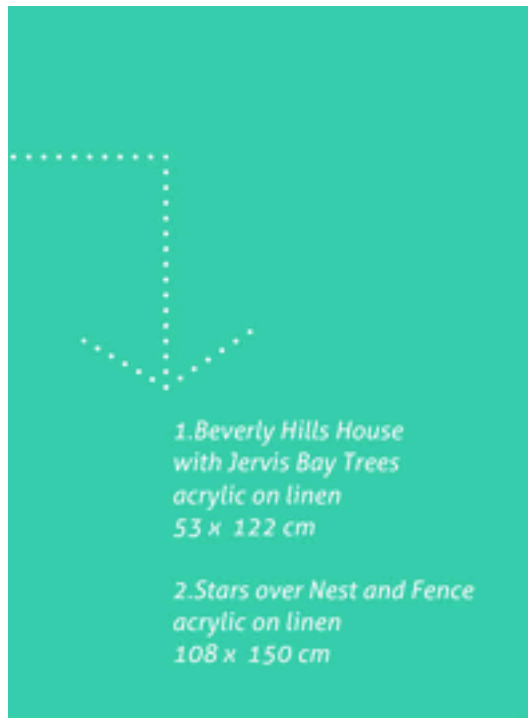 1.Beverly Hills House
with Jervis Bay Trees
acrylic on linen
53 x 122 cm
2.Stars over Nest and Fence
acrylic on linen
108 x 150 cm